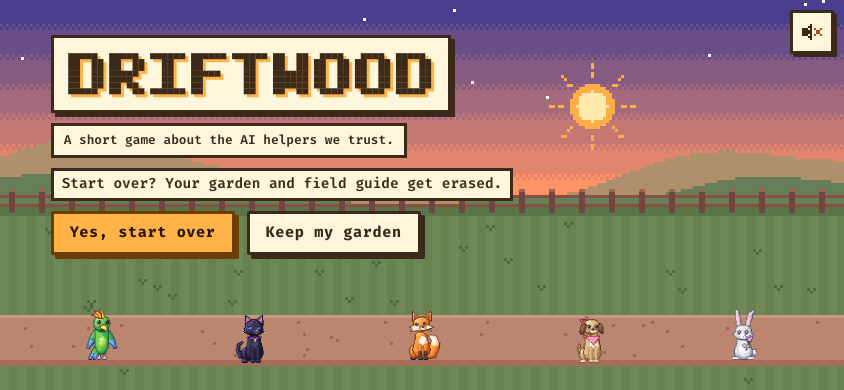 DRIFTWOOD
A short game about the AI helpers we trust.
Start over? Your garden and field guide get erased.
Yes, start over
Keep my garden